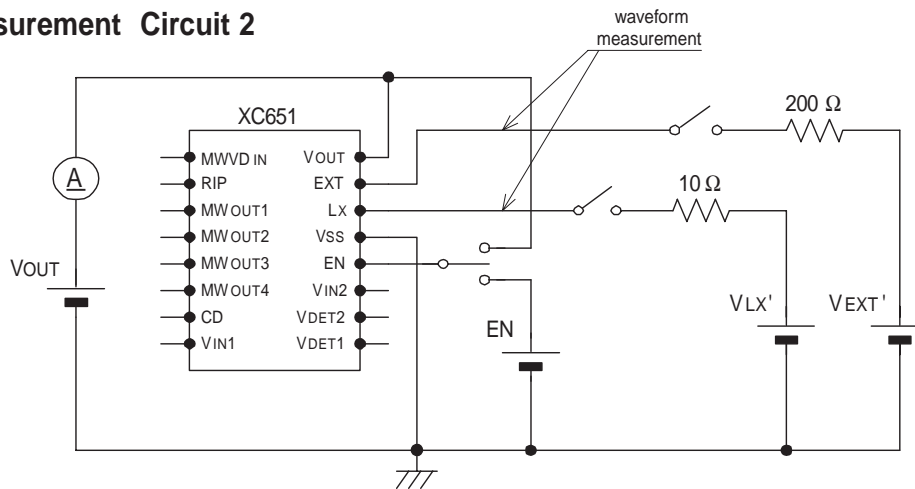 surement Circuit 2
waveform
measurement
XC651
200 Ω
10 Ω
A
MWVD IN
RIP
MWOUT1
MWOUT2
MWOUT3
MWOUT4
CD
VIN1
VOUT
EXT
LX
VSS
EN
VIN2
VDET2
VDET1
VOUT
EN
VLX'
VEXT'